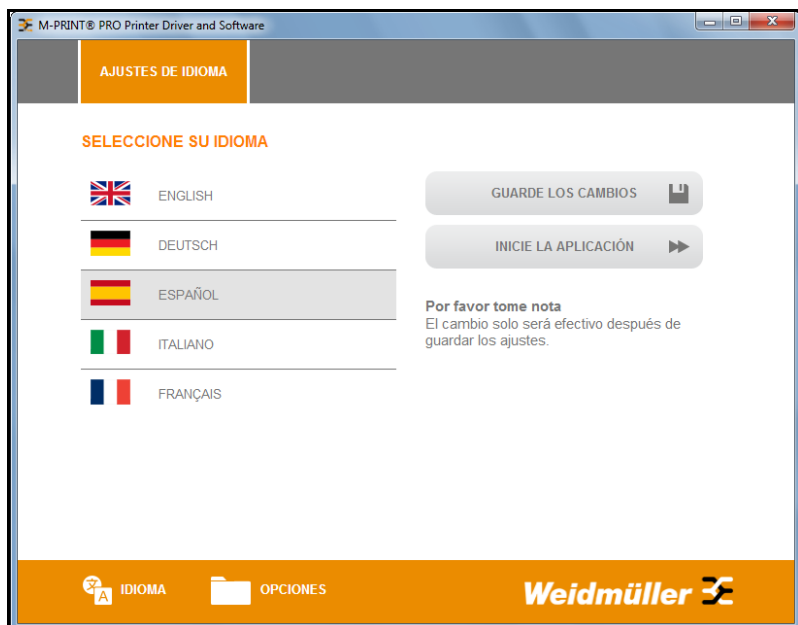 M-PRINT® PRO Printer Driver and Software
AJUSTES DE IDIOMA
SELECCIONE SU IDIOMA
ENGLISH
DEUTSCH
ESPAÑOL
ITALIANO
FRANÇAIS
GUARDE LOS CAMBIOS
INICIE LA APLICACIÓN
Por favor tome nota
El cambio solo será efectivo después de
guardar los ajustes.
IDIOMA
OPCIONES
Weidmüller